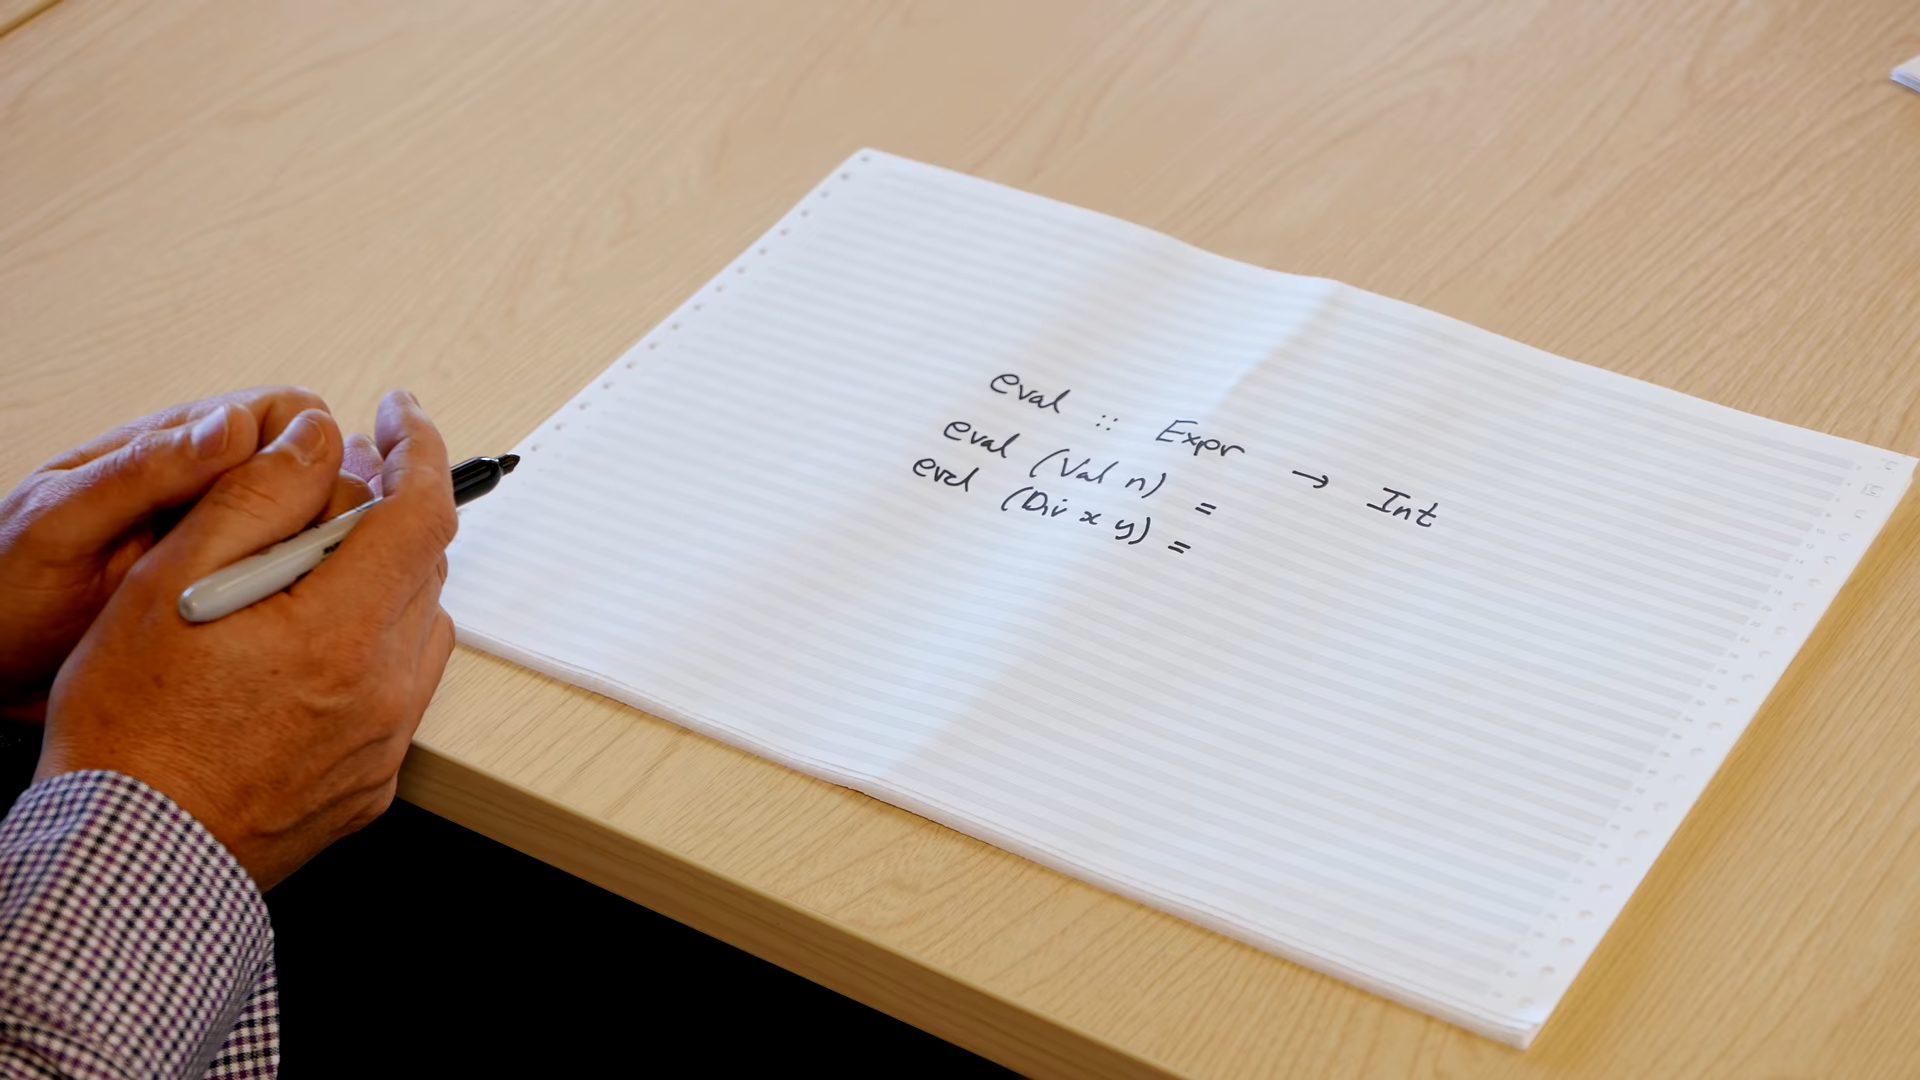 eval :: Expr → Int
eval (Val n) =
eval (Div x y) =